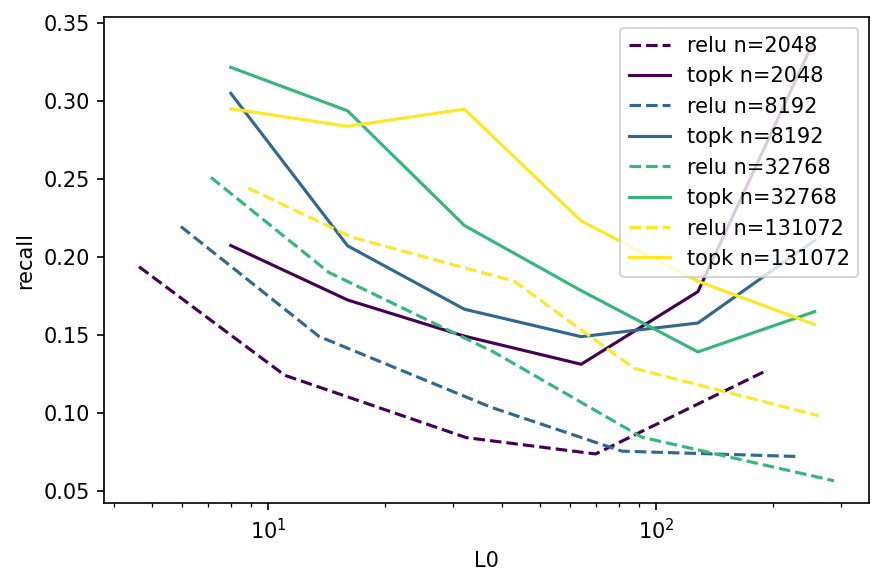 0.35
0.30
0.25
0.20
0.15
0.10
0.05
recall
relu n=2048
topk n=2048
relu n=8192
topk n=8192
relu n=32768
topk n=32768
relu n=131072
topk n=131072
10¹
10²
L0